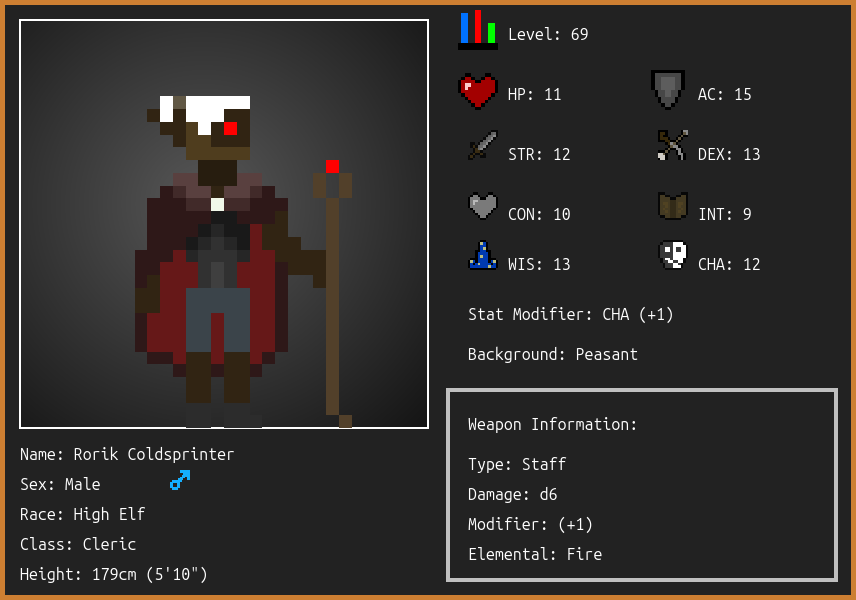 Level: 69
HP: 11
AC: 15
STR: 12
DEX: 13
CON: 10
INT: 9
WIS: 13
CHA: 12
Stat Modifier: CHA (+1)
Background: Peasant
Weapon Information:
Type: Staff
Damage: d6
Modifier: (+1)
Elemental: Fire
Name: Rorik Coldsprinter
Sex: Male
Race: High Elf
Class: Cleric
Height: 179cm (5'10")